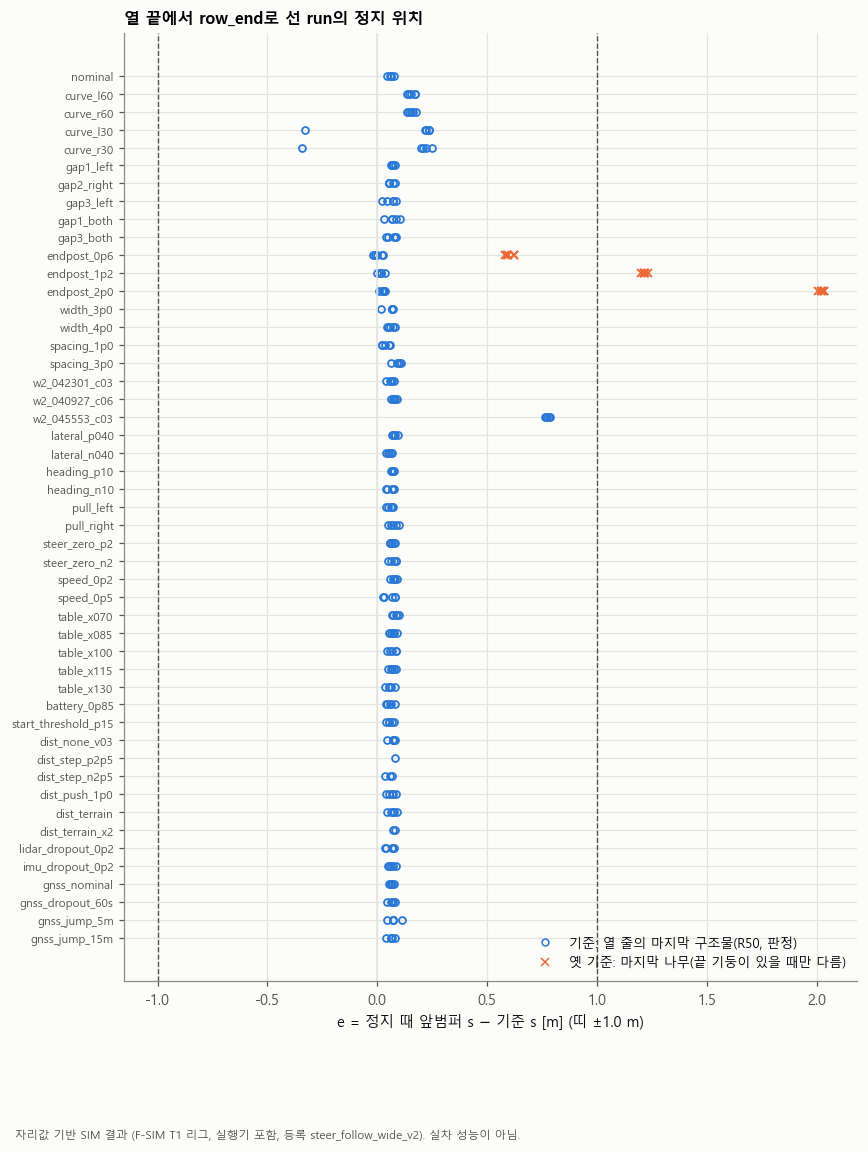 열 끝에서 row_end로 선 run의 정지 위치
nominal
curve_l60
curve_r60
curve_l30
curve_r30
gap1_left
gap2_right
gap3_left
gap1_both
gap3_both
endpost_0p6
endpost_1p2
endpost_2p0
width_3p0
width_4p0
spacing_1p0
spacing_3p0
w2_042301_c03
w2_040927_c06
w2_045553_c03
lateral_p040
lateral_n040
heading_p10
heading_n10
pull_left
pull_right
steer_zero_p2
steer_zero_n2
speed_0p2
speed_0p5
table_x070
table_x085
table_x100
table_x115
table_x130
battery_0p85
start_threshold_p15
dist_none_v03
dist_step_p2p5
dist_step_n2p5
dist_push_1p0
dist_terrain
dist_terrain_x2
lidar_dropout_0p2
imu_dropout_0p2
gnss_nominal
gnss_dropout_60s
gnss_jump_5m
gnss_jump_15m
기준: 열 줄의 마지막 구조물(R50, 판정)
옛 기준: 마지막 나무(끝 기둥이 있을 때만 다름)
-1.0 -0.5 0.0 0.5 1.0 1.5 2.0
e = 정지 때 앞범퍼 s − 기준 s [m] (띠 ±1.0 m)
자리값 기반 SIM 결과 (F-SIM T1 리그, 실행기 포함, 등록 steer_follow_wide_v2). 실차 성능이 아님.